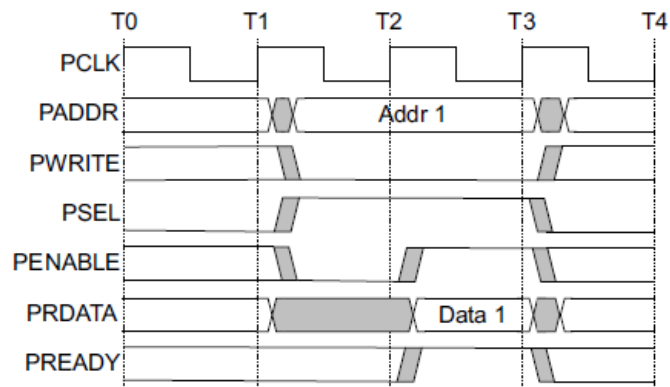 T0 T1 T2 T3 T4
PCLK
PADDR Addr 1
PWRITE
PSEL
PENABLE
PRDATA Data 1
PREADY